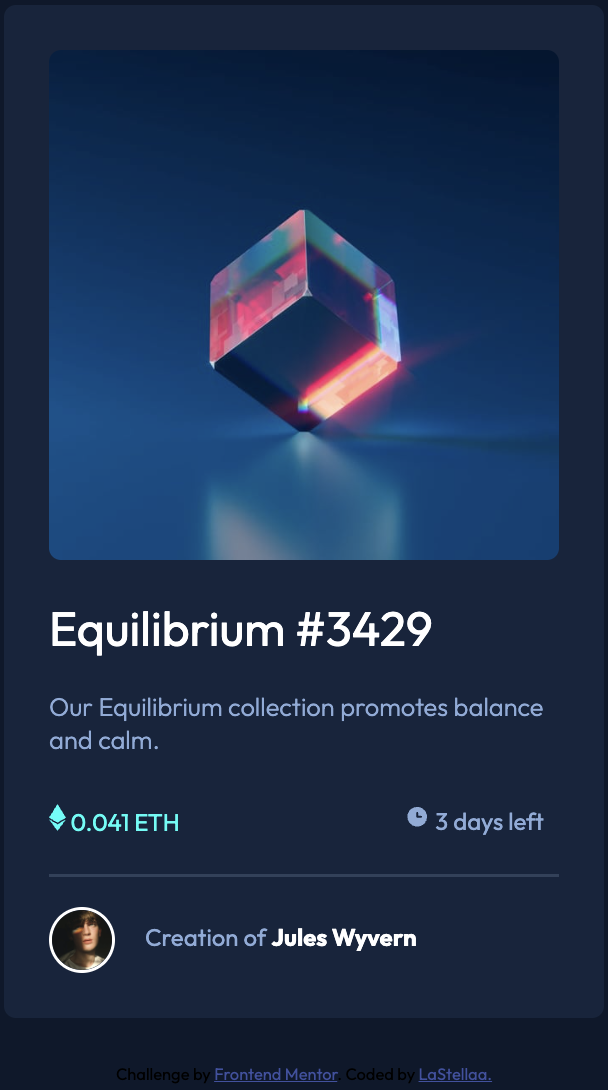 Equilibrium #3429
Our Equilibrium collection promotes balance
and calm.
0.041 ETH
3 days left
Creation of Jules Wyvern
Challenge by Frontend Mentor. Coded by LaStellaa.